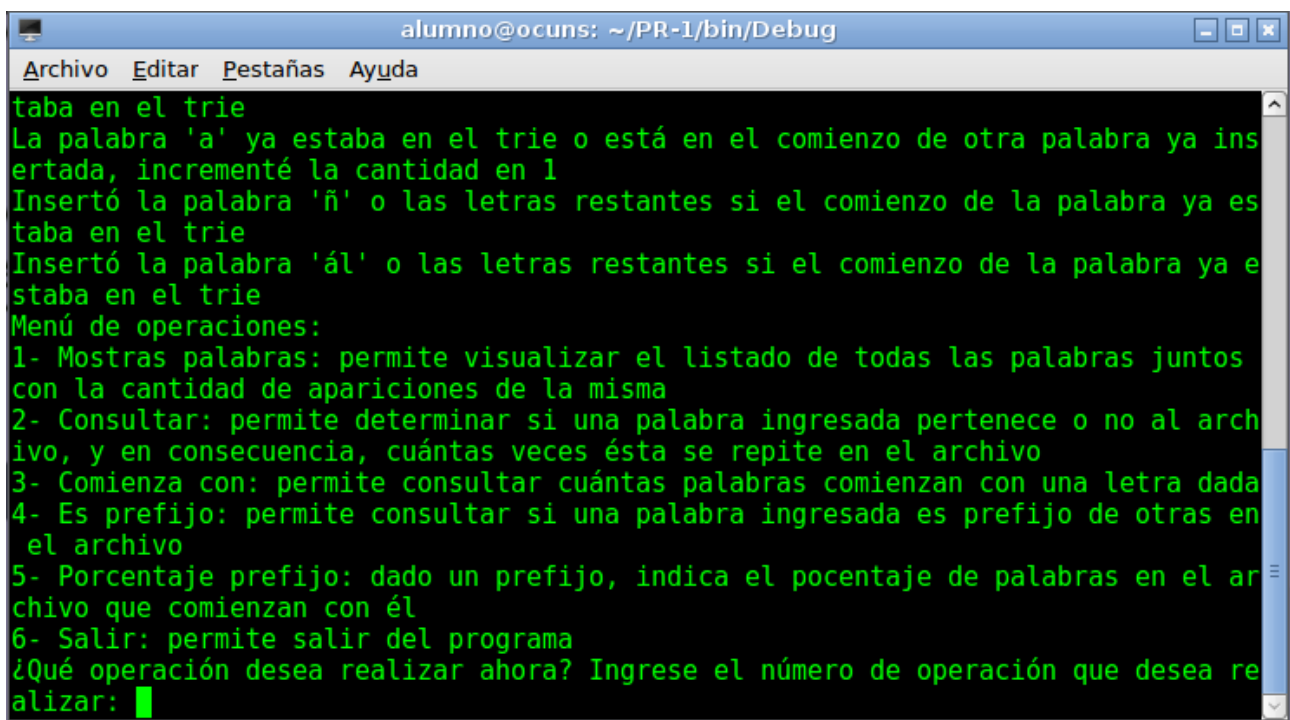 alumno@ocuns: ~/PR-1/bin/Debug
Archivo Editar Pestañas Ayuda
taba en el trie
La palabra 'a' ya estaba en el trie o está en el comienzo de otra palabra ya ins
ertada, incrementé la cantidad en 1
Insertó la palabra 'ñ' o las letras restantes si el comienzo de la palabra ya es
taba en el trie
Insertó la palabra 'ál' o las letras restantes si el comienzo de la palabra ya e
staba en el trie
Menú de operaciones:
1- Mostras palabras: permite visualizar el listado de todas las palabras juntos
con la cantidad de apariciones de la misma
2- Consultar: permite determinar si una palabra ingresada pertenece o no al arch
ivo, y en consecuencia, cuántas veces ésta se repite en el archivo
3- Comienza con: permite consultar cuántas palabras comienzan con una letra dada
4- Es prefijo: permite consultar si una palabra ingresada es prefijo de otras en
 el archivo
5- Porcentaje prefijo: dado un prefijo, indica el pocentaje de palabras en el ar
chivo que comienzan con él
6- Salir: permite salir del programa
¿Qué operación desea realizar ahora? Ingrese el número de operación que desea re
alizar: